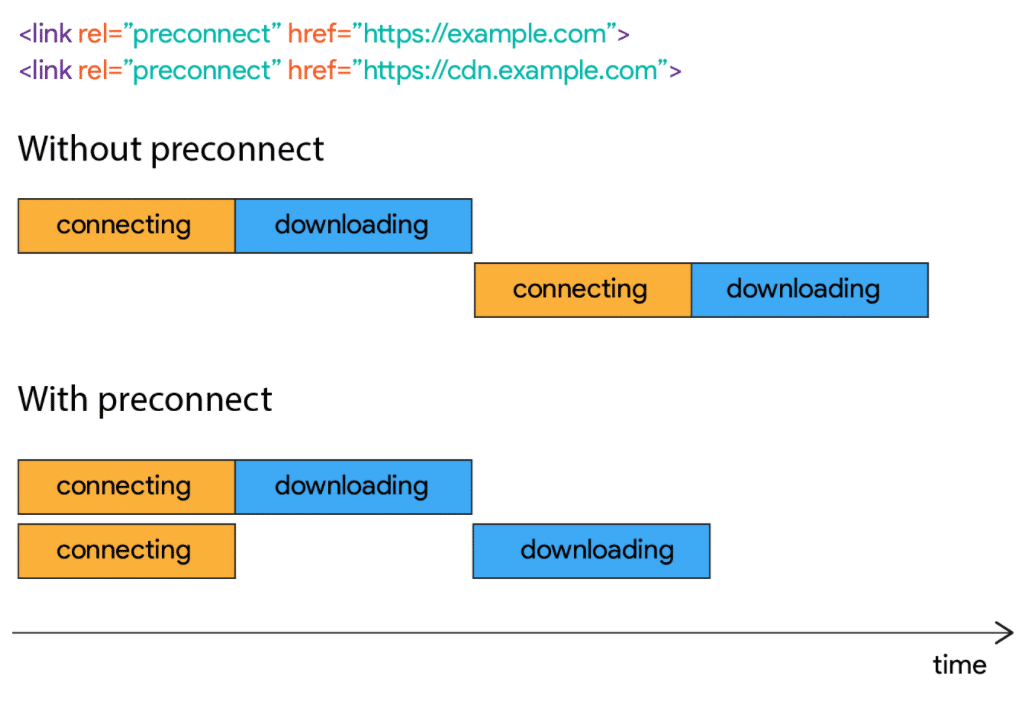 <link rel=”preconnect” href=”https://example.com”>
<link rel=”preconnect” href=”https://cdn.example.com”>
Without preconnect
connecting downloading
connecting downloading
With preconnect
connecting downloading
connecting downloading
time